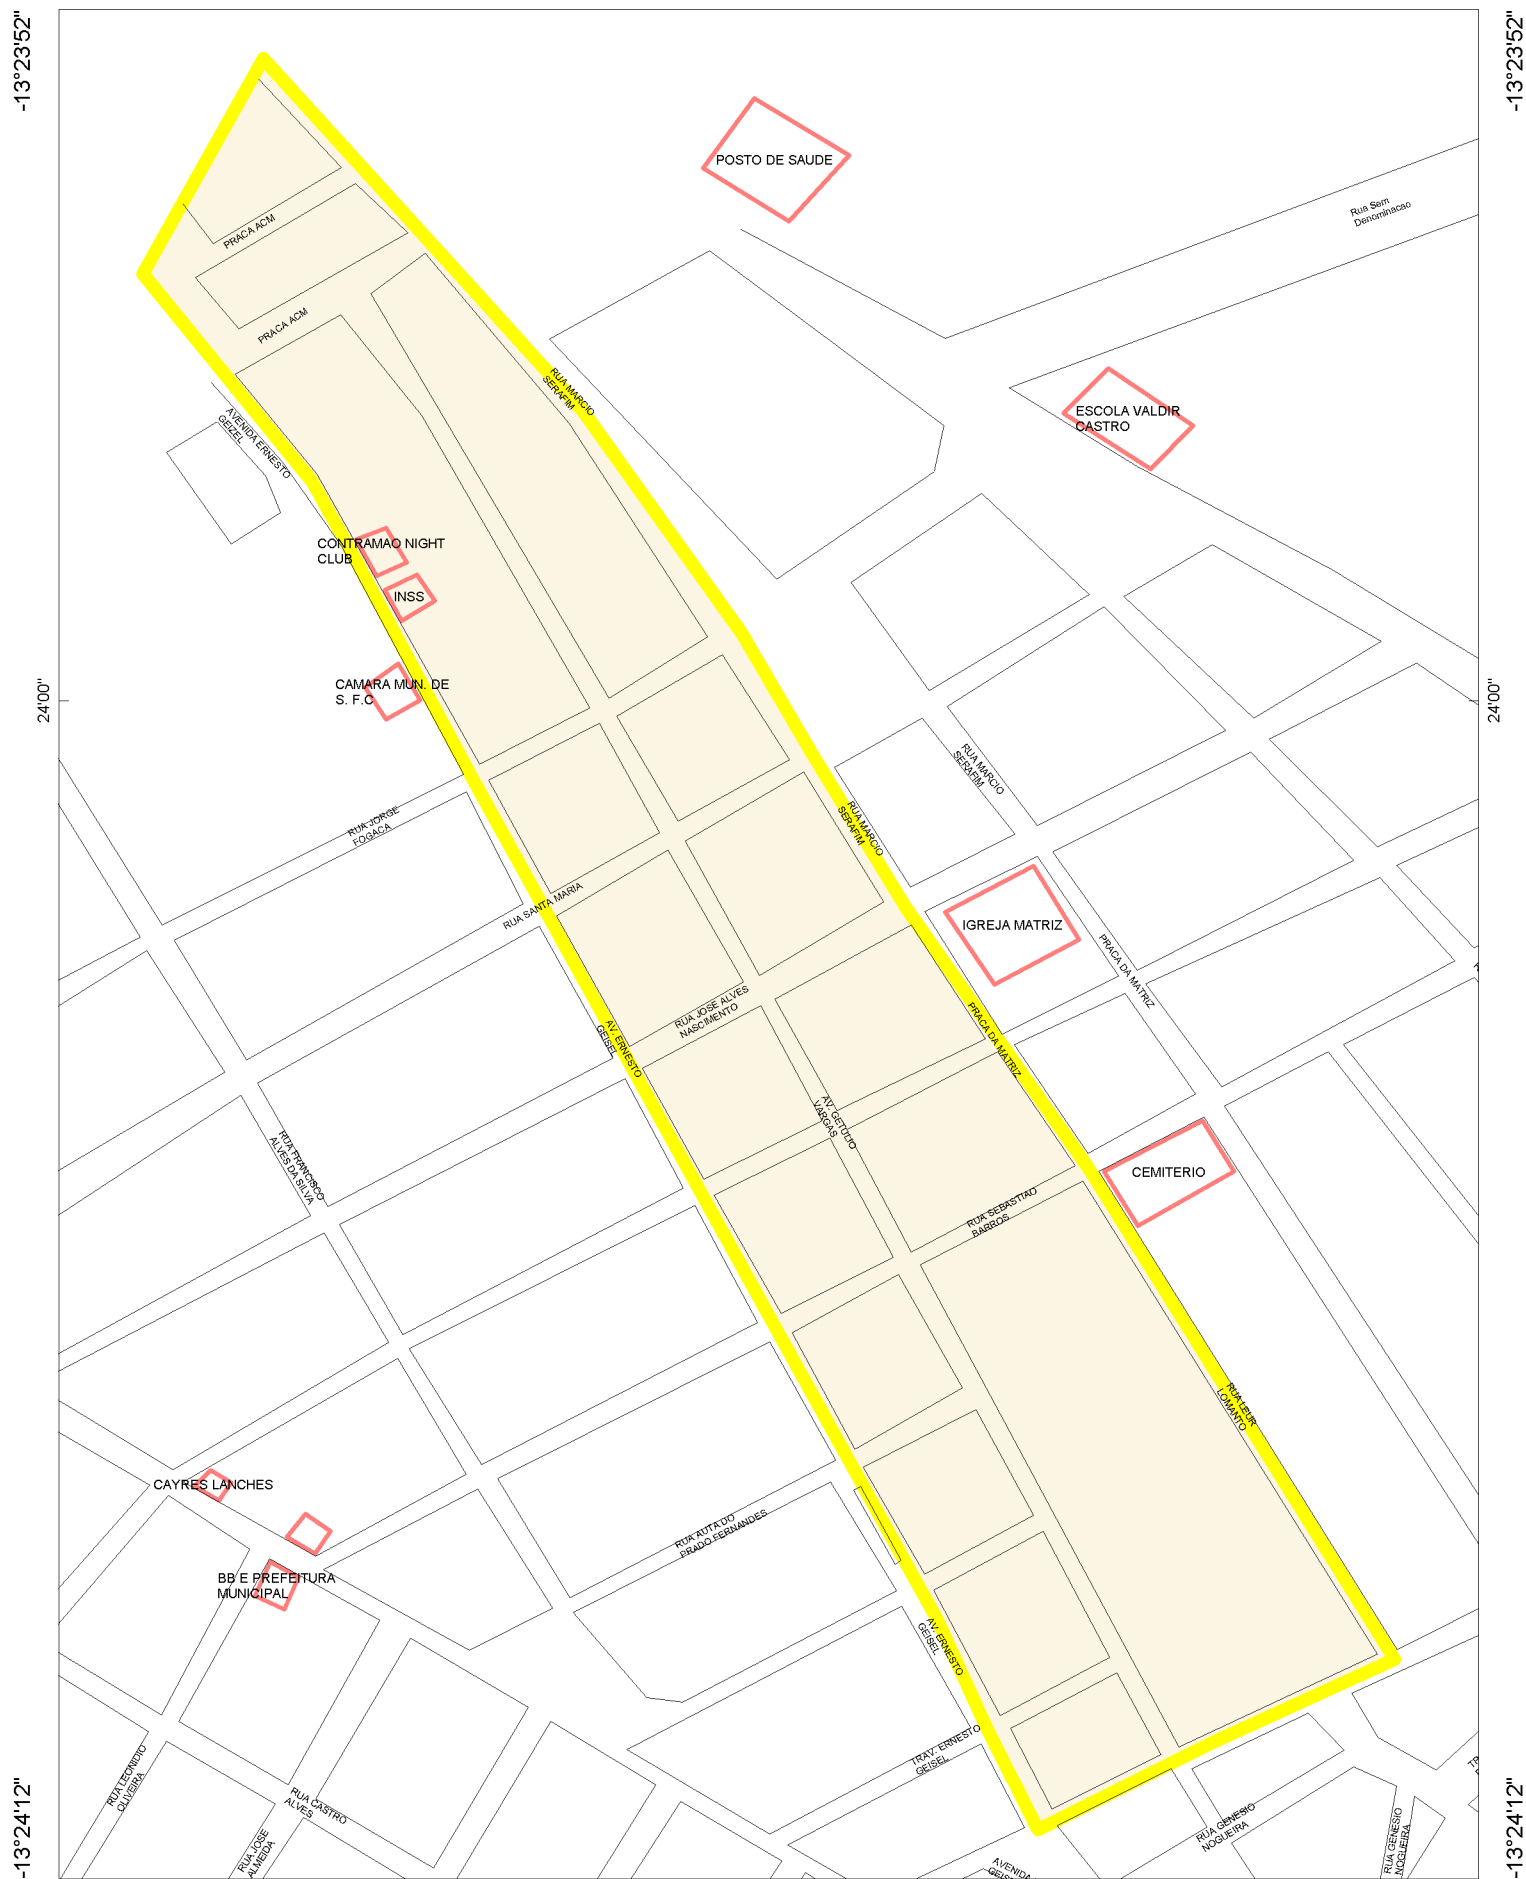 -13°23'52"
-13°23'52"
POSTO DE SAUDE
Rua Sem
Denominacao
PRACA ACM
PRACA ACM
RUA MARCIO
SERAFIM
ESCOLA VALDIR
CASTRO
AVENIDA ERNESTO
GEIZEL
CONTRAMAO NIGHT
CLUB
INSS
CAMARA MUN. DE
S. F.C
24'00"
24'00"
RUA MARCIO
SERAFIM
RUA JORGE
FOGACA
RUA MARCIO
SERAFIM
RUA SANTA MARIA
IGREJA MATRIZ
PRACA DA MATRIZ
RUA JOSE ALVES
NASCIMENTO
PRACA DA MATRIZ
AV. ERNESTO
GEISEL
AV. GETULIO
VARGAS
RUA FRANCISCO
ALVES DA SILVA
CEMITERIO
RUA SEBASTIAO
BARROS
RUA LEUR
LOMANTO
CAYRES LANCHES
RUA AUTA DO
PRADO FERNANDES
BB E PREFEITURA
MUNICIPAL
AV. ERNESTO
GEISEL
TRAV. ERNESTO
GEISEL
RUA LEONIDIO
OLIVEIRA
RUA CASTRO
ALVES
RUA JOSE
ALMEIDA
RUA GENESIO
NOGUEIRA
RUA GENESIO
NOGUEIRA
AVENIDA
-13°24'12"
-13°24'12"